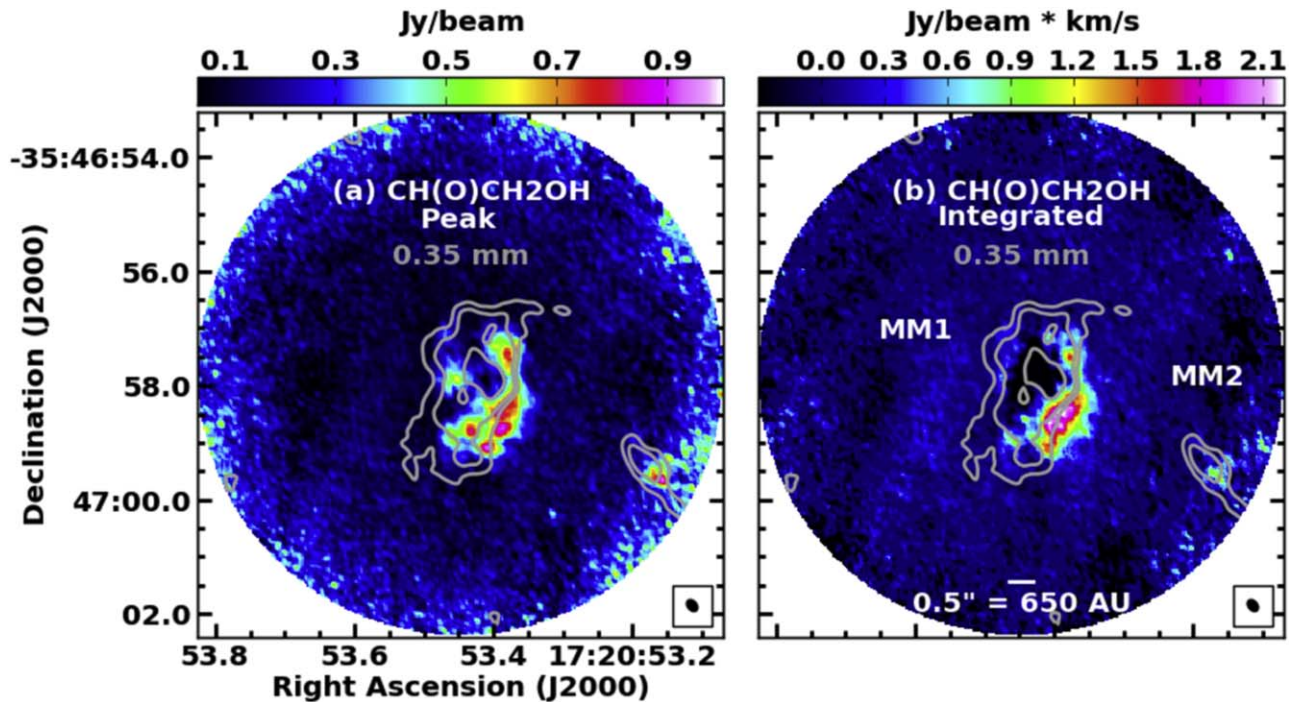 Jy/beam
0.1 0.3 0.5 0.7 0.9
Jy/beam * km/s
0.0 0.3 0.6 0.9 1.2 1.5 1.8 2.1
(a) CH(O)CH2OH
Peak
0.35 mm
(b) CH(O)CH2OH
Integrated
0.35 mm
MM1
MM2
0.5" = 650 AU
Declination (J2000)
-35:46:54.0
56.0
58.0
47:00.0
02.0
53.8 53.6 53.4 17:20:53.2
Right Ascension (J2000)